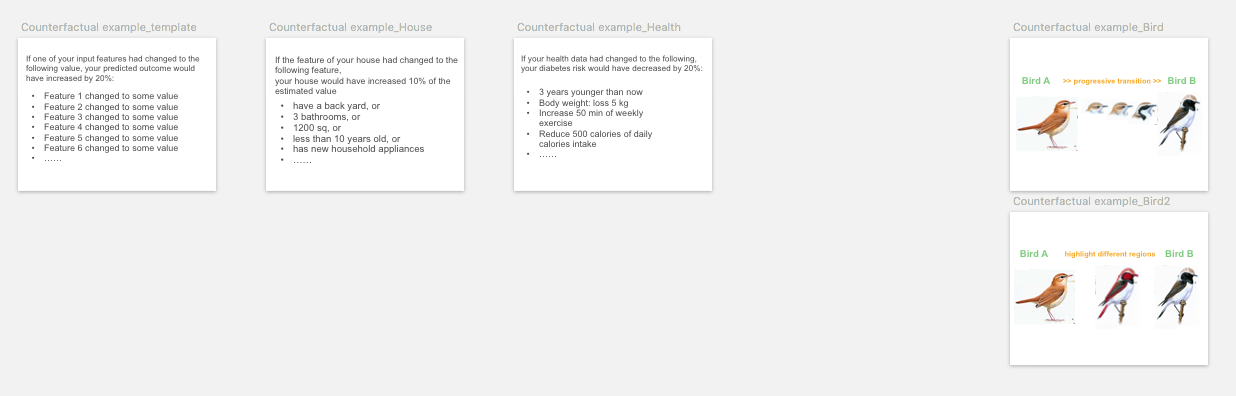 Counterfactual example_template
If one of your input features had changed to the
following value, your predicted outcome would
have increased by 20%:
• Feature 1 changed to some value
• Feature 2 changed to some value
• Feature 3 changed to some value
• Feature 4 changed to some value
• Feature 5 changed to some value
• Feature 6 changed to some value
• ......
Counterfactual example_House
If the feature of your house had changed to the
following feature,
your house would have increased 10% of the
estimated value
• have a back yard, or
• 3 bathrooms, or
• 1200 sq, or
• less than 10 years old, or
• has new household appliances
• ......
Counterfactual example_Health
If your health data had changed to the following,
your diabetes risk would have decreased by 20%:
• 3 years younger than now
• Body weight: loss 5 kg
• Increase 50 min of weekly
exercise
• Reduce 500 calories of daily
calories intake
• ......
Counterfactual example_Bird
Bird A >> progressive transition >> Bird B
Counterfactual example_Bird2
Bird A highlight different regions Bird B